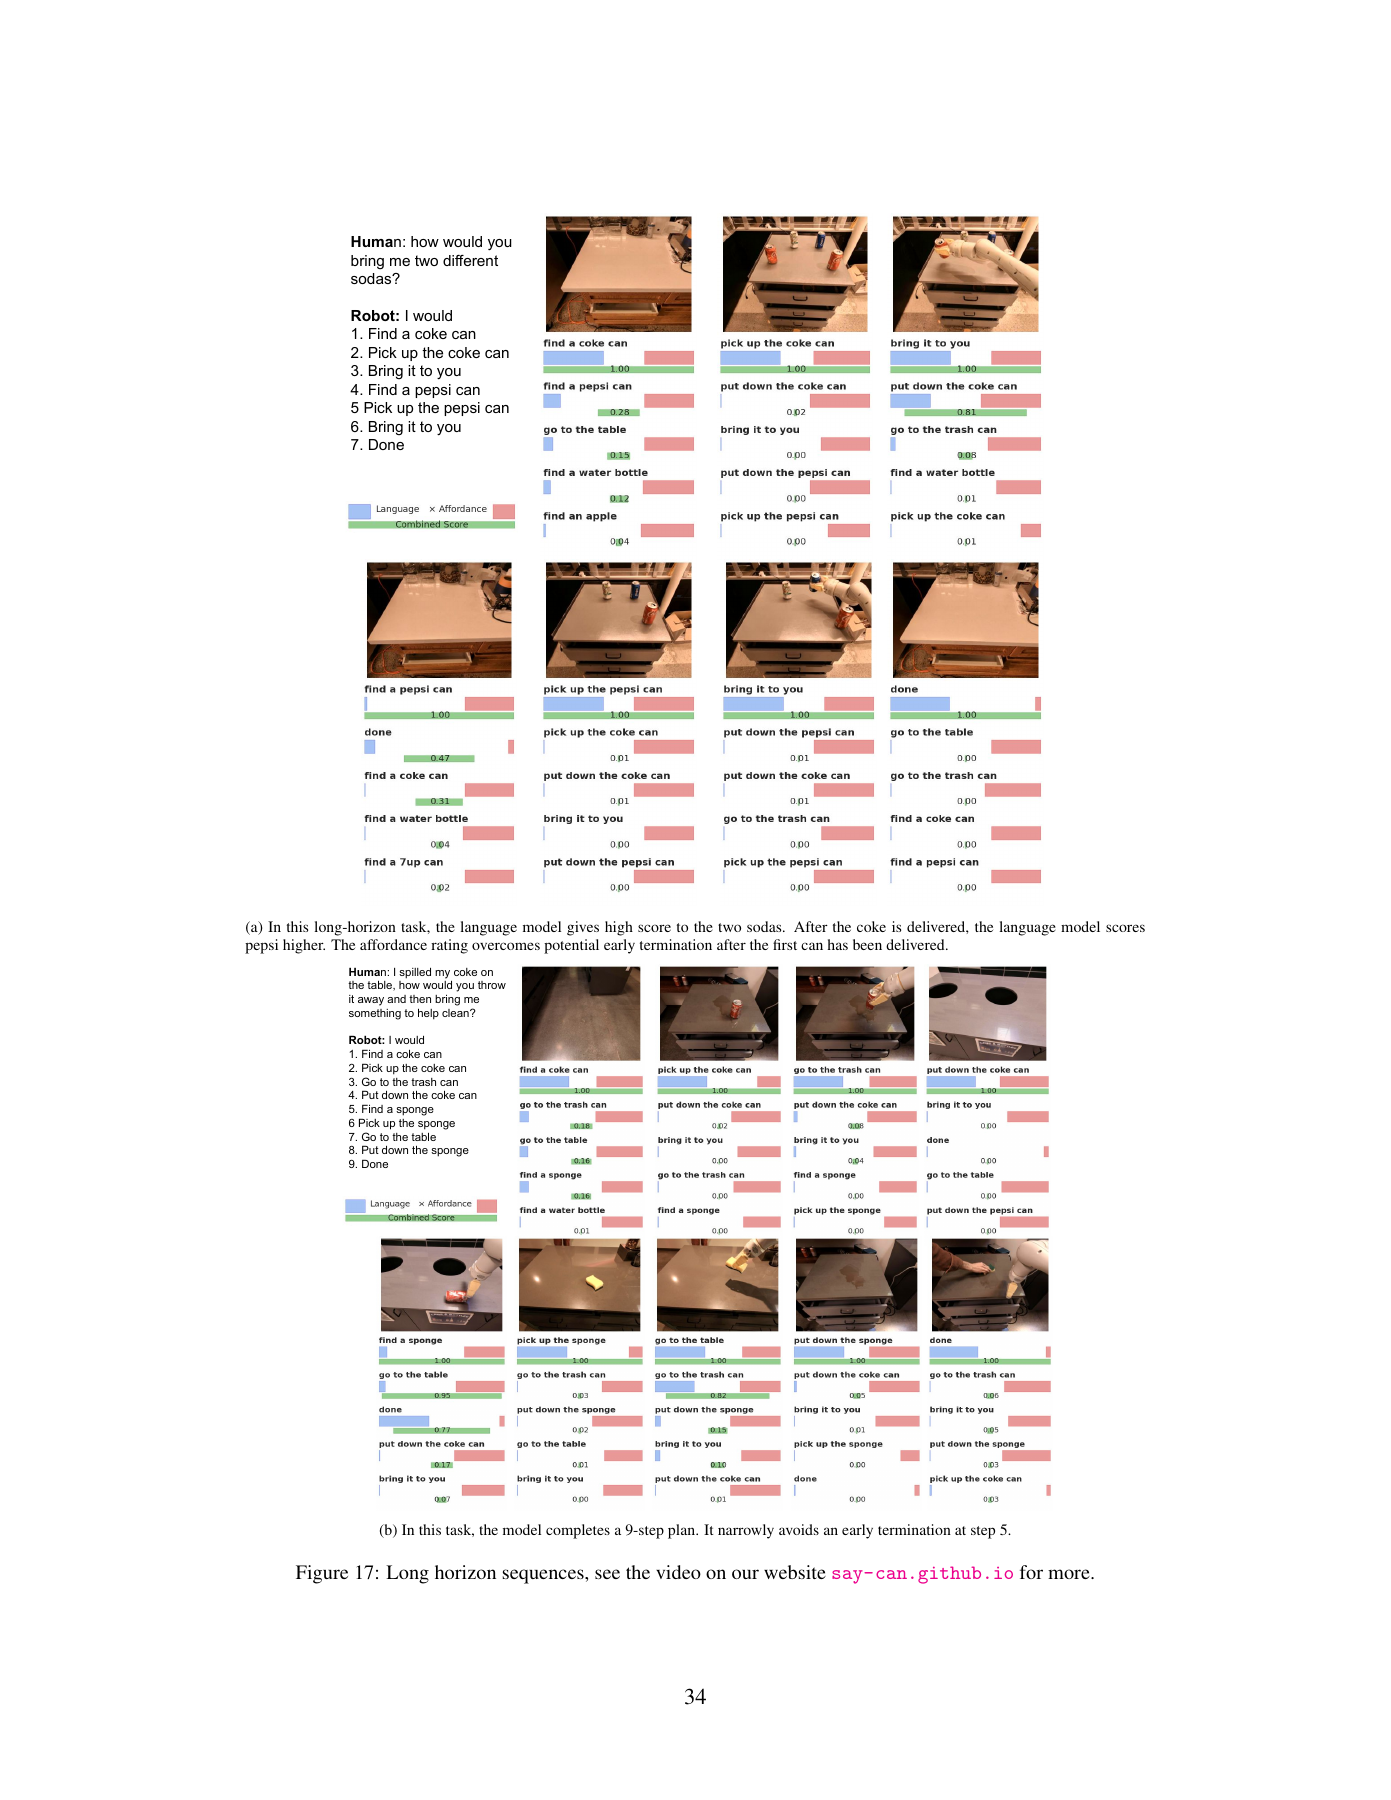 Human: how would you
bring me two different
sodas?
Robot: I would
1. Find a coke can
2. Pick up the coke can
3. Bring it to you
4. Find a pepsi can
5 Pick up the pepsi can
6. Bring it to you
7. Done
Language × Affordance
Combined Score
find a coke can
1.00
find a pepsi can
0.28
go to the table
0.15
find a water bottle
0.12
find an apple
0.04
pick up the coke can
1.00
put down the coke can
0.02
bring it to you
0.00
put down the pepsi can
0.00
pick up the pepsi can
0.00
bring it to you
1.00
put down the coke can
0.81
go to the trash can
0.08
find a water bottle
0.01
pick up the coke can
0.01
find a pepsi can
1.00
done
0.47
find a coke can
0.31
find a water bottle
0.04
find a 7up can
0.02
pick up the pepsi can
1.00
pick up the coke can
0.01
put down the coke can
0.01
bring it to you
0.00
put down the pepsi can
0.00
bring it to you
1.00
put down the pepsi can
0.01
put down the coke can
0.01
go to the trash can
0.00
pick up the pepsi can
0.00
done
1.00
go to the table
0.00
go to the trash can
0.00
find a coke can
0.00
find a pepsi can
0.00
(a) In this long-horizon task, the language model gives high score to the two sodas. After the coke is delivered, the language model scores
pepsi higher. The affordance rating overcomes potential early termination after the first can has been delivered.
Human: I spilled my coke on
the table, how would you throw
it away and then bring me
something to help clean?
Robot: I would
1. Find a coke can
2. Pick up the coke can
3. Go to the trash can
4. Put down the coke can
5. Find a sponge
6 Pick up the sponge
7. Go to the table
8. Put down the sponge
9. Done
Language × Affordance
Combined Score
find a coke can
1.00
go to the trash can
0.18
go to the table
0.16
find a sponge
0.16
find a water bottle
0.01
pick up the coke can
1.00
put down the coke can
0.02
bring it to you
0.00
go to the trash can
0.00
find a sponge
0.00
go to the trash can
1.00
put down the coke can
0.08
bring it to you
0.04
find a sponge
0.00
pick up the sponge
0.00
put down the coke can
1.00
bring it to you
0.00
done
0.00
go to the table
0.00
put down the pepsi can
0.00
find a sponge
1.00
go to the table
0.95
done
0.77
put down the coke can
0.17
bring it to you
0.07
pick up the sponge
1.00
go to the trash can
0.03
put down the sponge
0.02
go to the table
0.01
bring it to you
0.00
go to the table
1.00
go to the trash can
0.82
put down the sponge
0.15
bring it to you
0.10
put down the coke can
0.01
put down the sponge
1.00
put down the coke can
0.05
bring it to you
0.01
pick up the sponge
0.00
done
0.00
done
1.00
go to the trash can
0.06
bring it to you
0.05
put down the sponge
0.03
pick up the coke can
0.03
(b) In this task, the model completes a 9-step plan. It narrowly avoids an early termination at step 5.
Figure 17: Long horizon sequences, see the video on our website say-can.github.io for more.
34